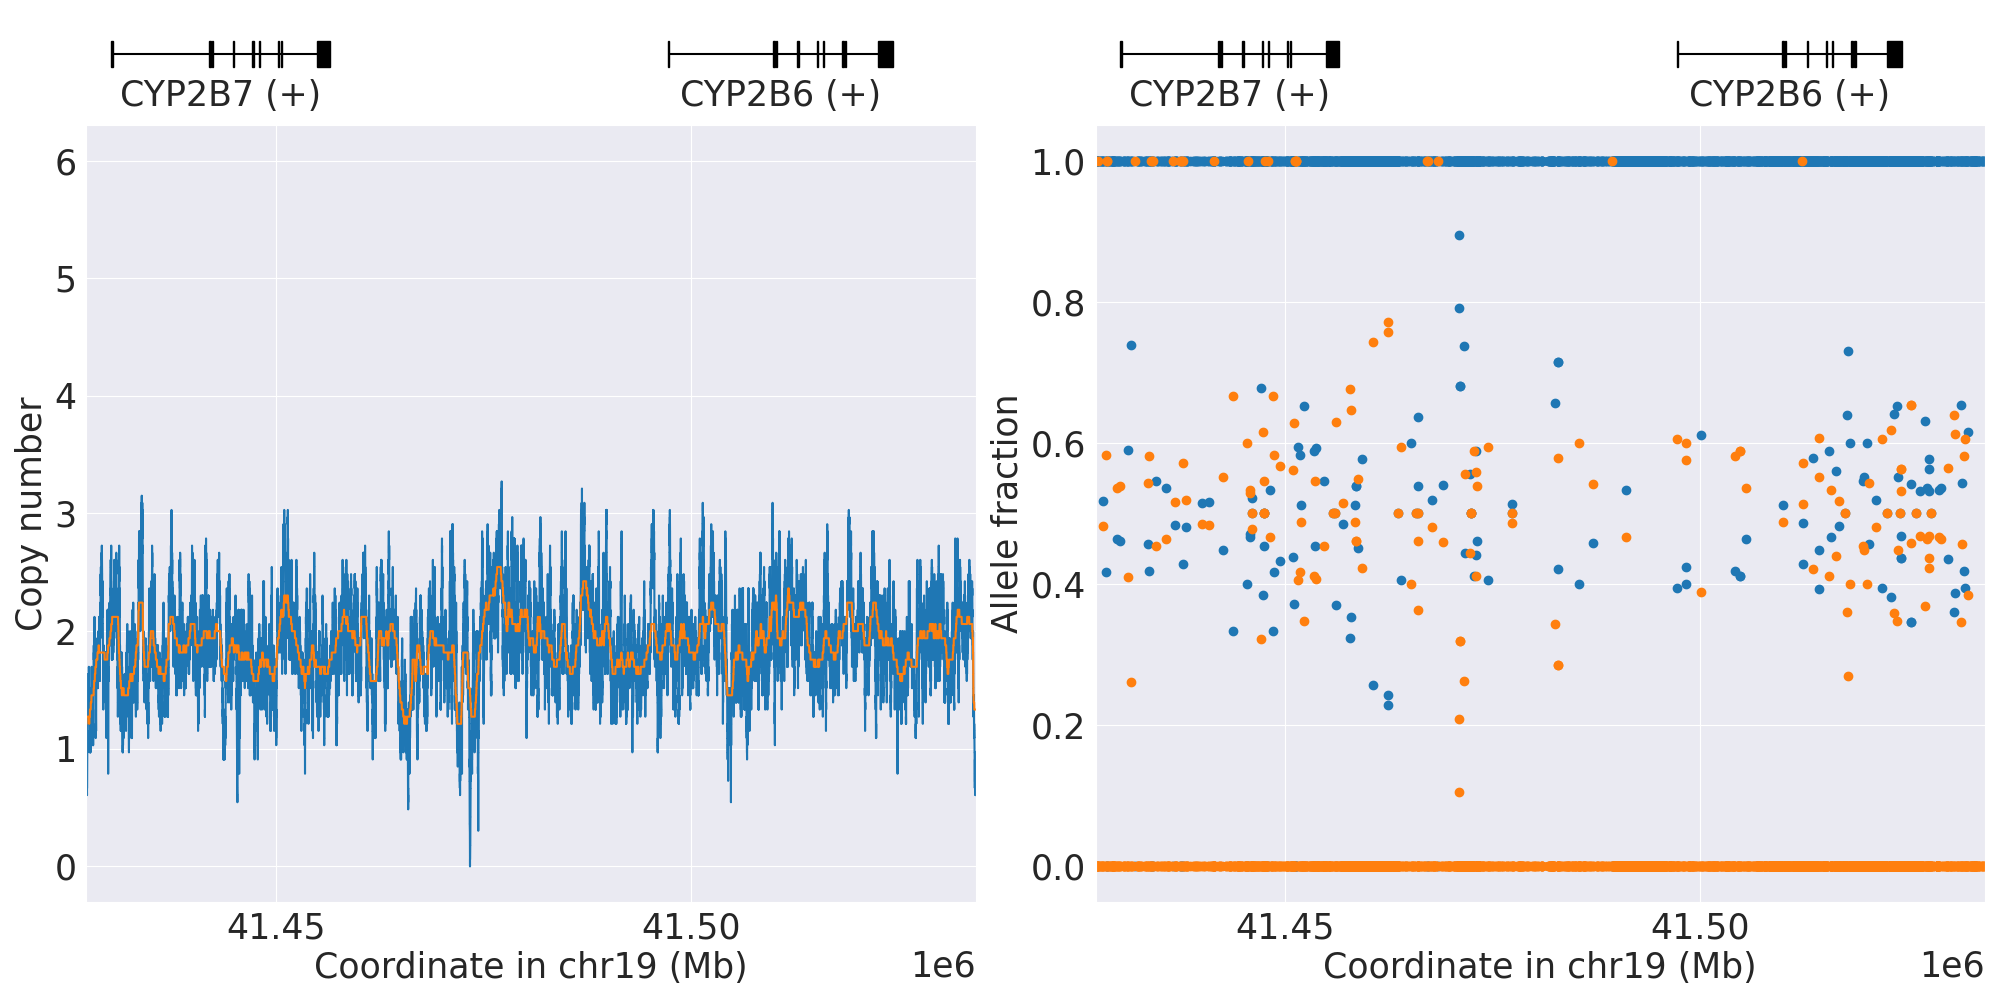 CYP2B7 (+) CYP2B6 (+)
CYP2B7 (+) CYP2B6 (+)
6
5
4
3
2
1
0
Copy number
41.45 41.50
Coordinate in chr19 (Mb) 1e6
1.0
0.8
0.6
0.4
0.2
0.0
Allele fraction
41.45 41.50
Coordinate in chr19 (Mb) 1e6